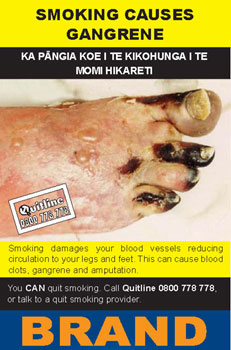 SMOKING CAUSES
GANGRENE
KA PĀNGIA KOE I TE KIKOHUNGA I TE
MOMI HIKARETI
Quitline
0800 778 778
Smoking damages your blood vessels reducing
circulation to your legs and feet. This can cause blood
clots, gangrene and amputation.
You CAN quit smoking. Call Quitline 0800 778 778,
or talk to a quit smoking provider.
BRAND